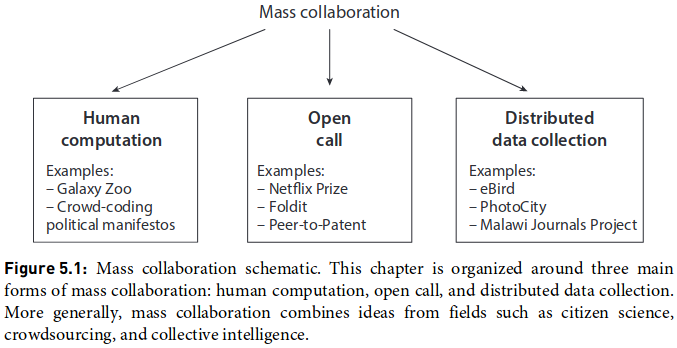 Mass collaboration
Human
computation
Examples:
– Galaxy Zoo
– Crowd-coding
political manifestos
Open
call
Examples:
– Netflix Prize
– Foldit
– Peer-to-Patent
Distributed
data collection
Examples:
– eBird
– PhotoCity
– Malawi Journals Project
Figure 5.1: Mass collaboration schematic. This chapter is organized around three main
forms of mass collaboration: human computation, open call, and distributed data collection.
More generally, mass collaboration combines ideas from fields such as citizen science,
crowdsourcing, and collective intelligence.